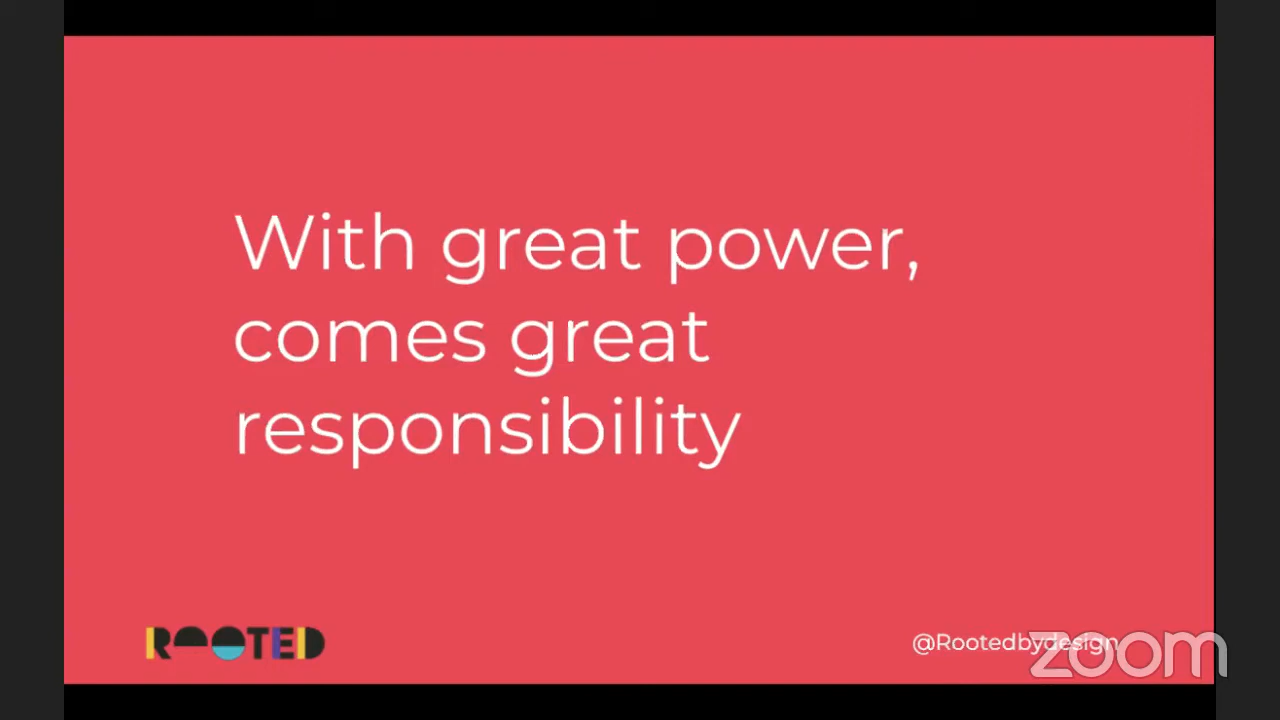 With great power,
comes great
responsibility
ROOTED
@Rootedbydesign
zoom